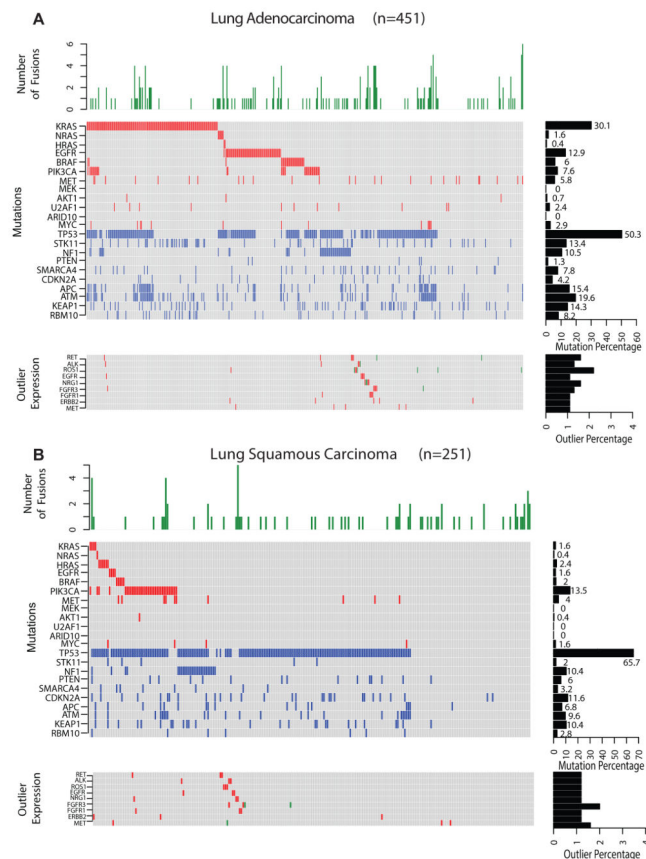 A
Lung Adenocarcinoma (n=451)
Number
of Fusions
0 2 4 6
Mutations
KRAS 30.1
NRAS 1.6
HRAS 0.4
EGFR 12.9
BRAF 6
PIK3CA 7.6
MET 5.8
MEK 0
AKT1 0.7
U2AF1 2.4
ARID10 0
MYC 2.9
TP53 50.3
STK11 13.4
NF1 10.5
PTEN 1.3
SMARCA4 7.8
CDKN2A 4.2
APC 15.4
ATM 19.6
KEAP1 14.3
RBM10 8.2
0 10 20 30 40 50 60
Mutation Percentage
Outlier
Expression
RET
ALK
ROS1
EGFR
NRG1
FGFR3
FGFR1
ERBB2
MET
0 1 2 3 4
Outlier Percentage
B
Lung Squamous Carcinoma (n=251)
Number
of Fusions
0 2 4
Mutations
KRAS 1.6
NRAS 0.4
HRAS 2.4
EGFR 1.6
BRAF 2
PIK3CA 13.5
MET 4
MEK 0
AKT1 0.4
U2AF1 0
ARID10 0
MYC 1.6
TP53 65.7
STK11 2
NF1 10.4
PTEN 6
SMARCA4 3.2
CDKN2A 11.6
APC 6.8
ATM 9.6
KEAP1 10.4
RBM10 2.8
0 10 20 30 40 50 60 70
Mutation Percentage
Outlier
Expression
RET
ALK
ROS1
EGFR
NRG1
FGFR3
FGFR1
ERBB2
MET
0 1 2 3 4
Outlier Percentage